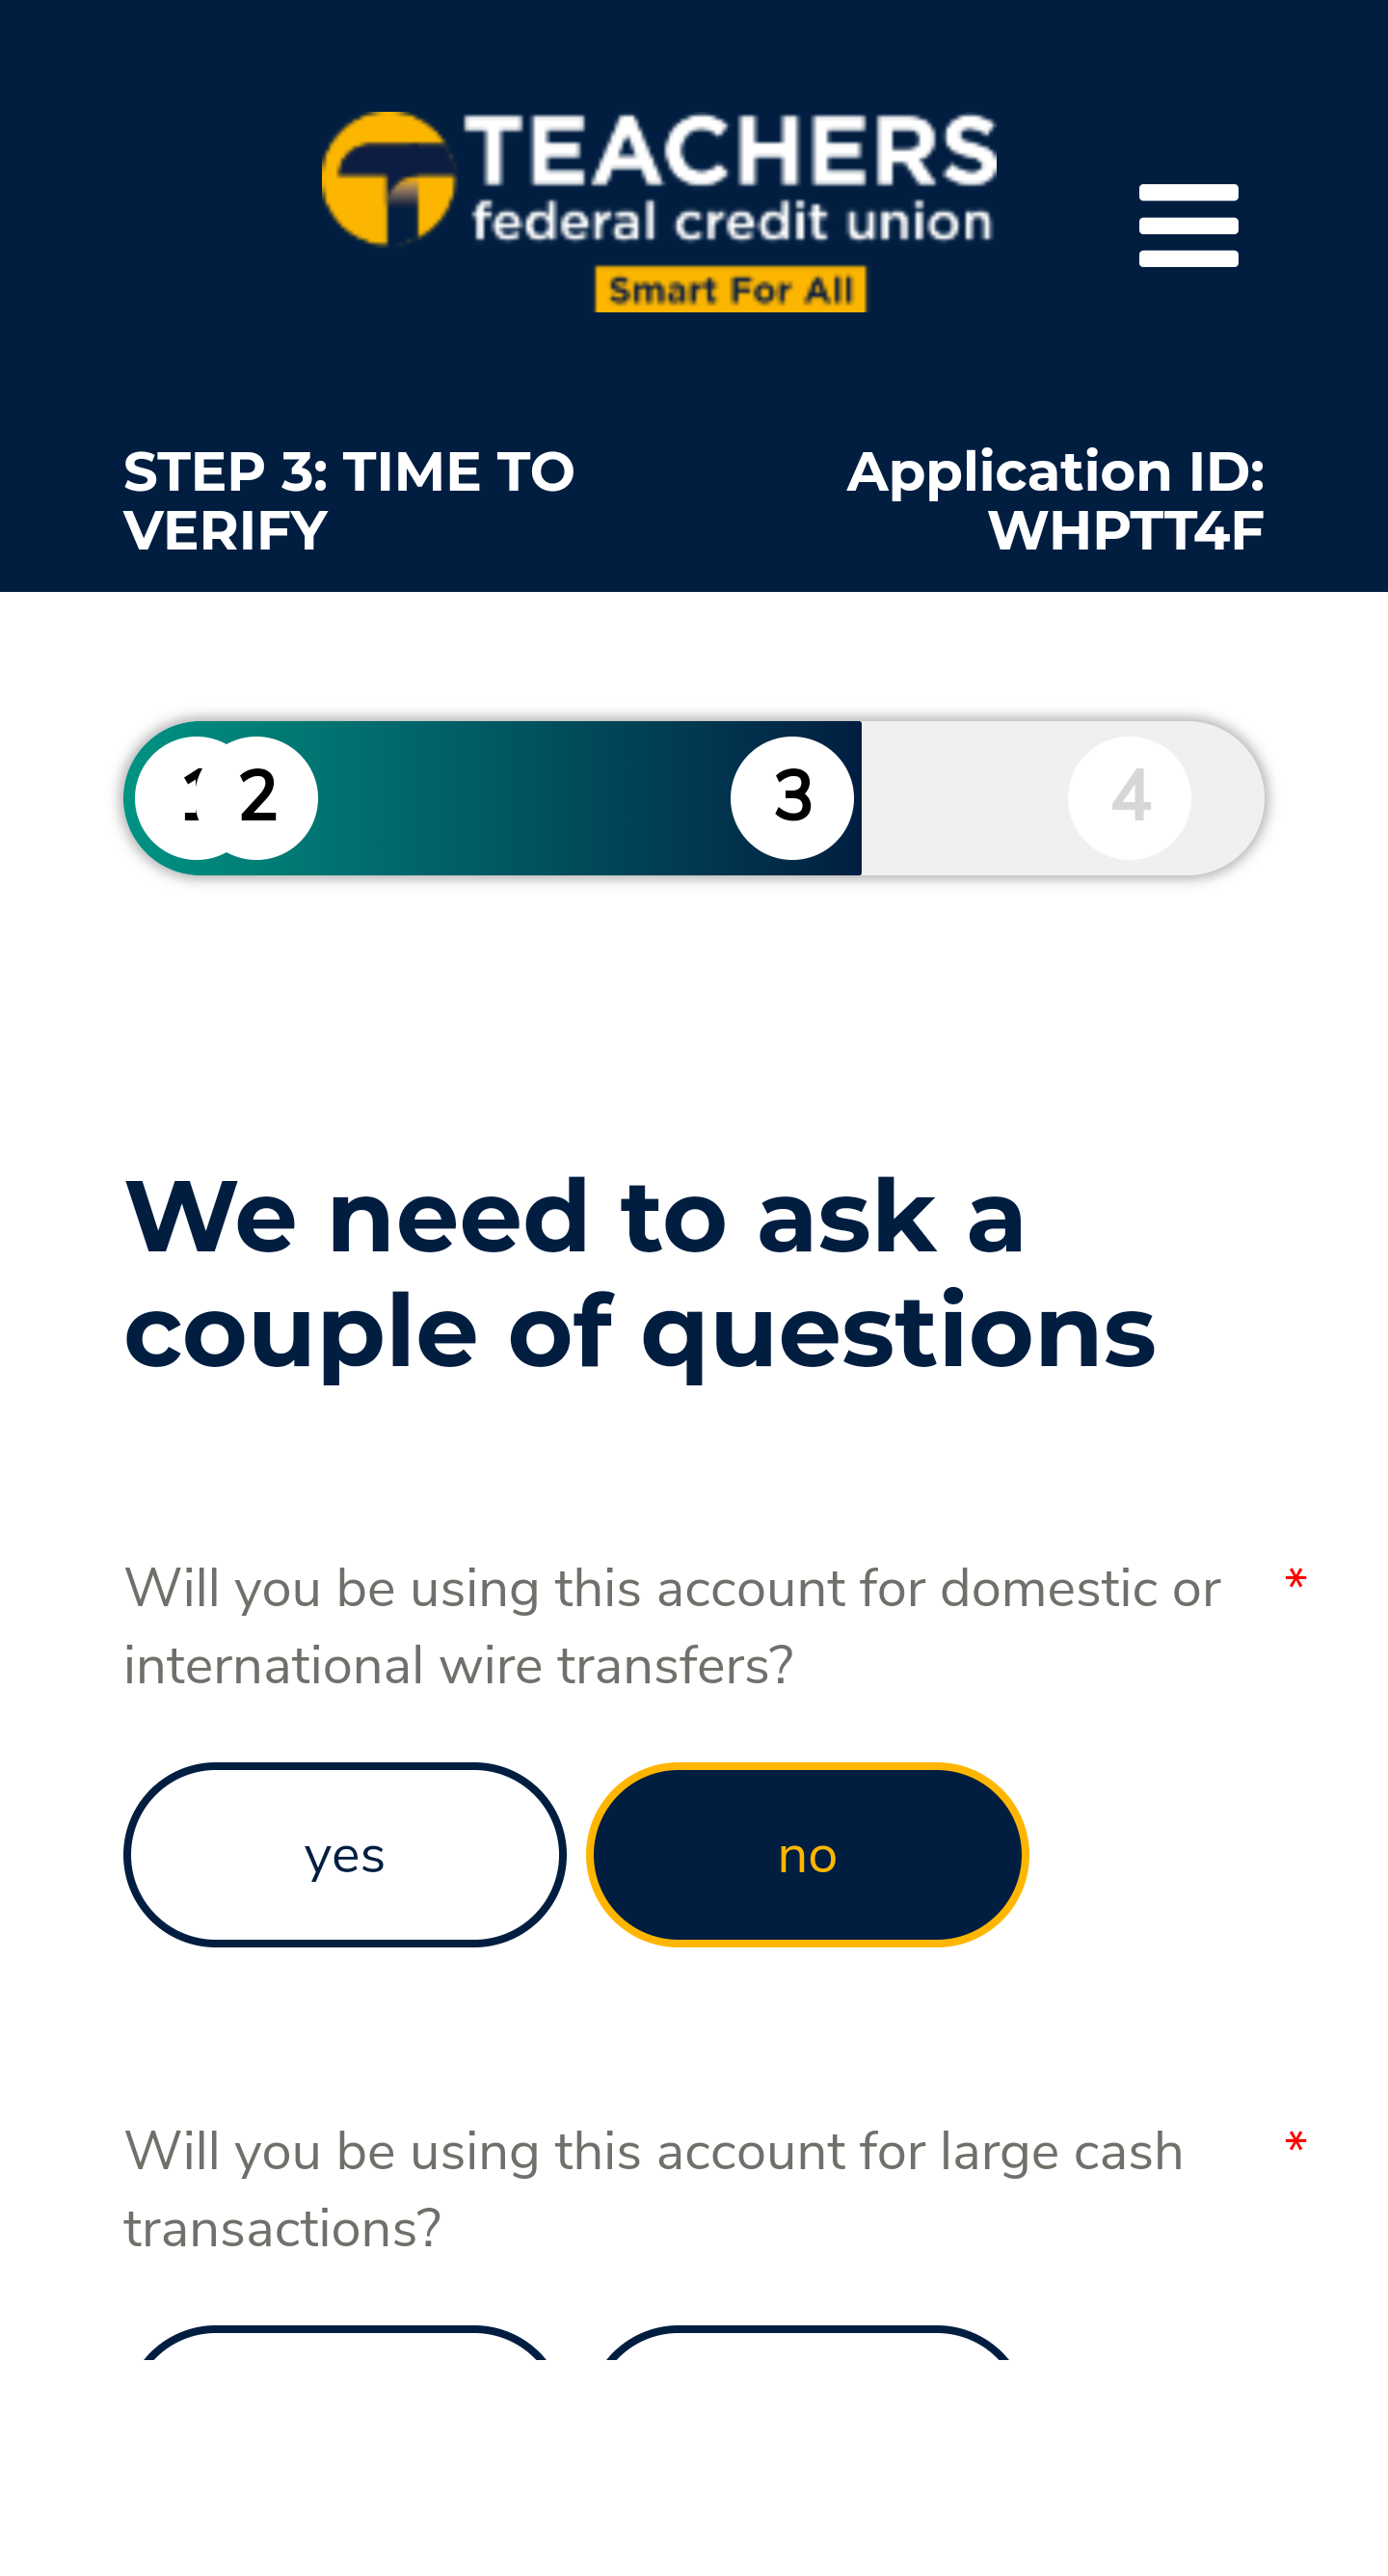 TEACHERS
federal credit union
Smart For All
STEP 3: TIME TO
VERIFY
Application ID:
WHPTT4F
1 2 3 4
We need to ask a
couple of questions
Will you be using this account for domestic or *
international wire transfers?
yes no
Will you be using this account for large cash *
transactions?